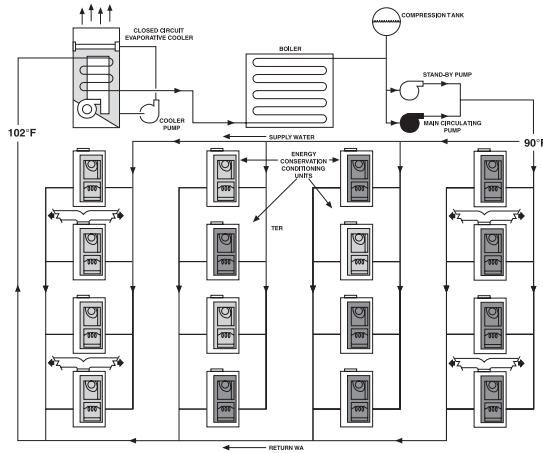 COMPRESSION TANK
CLOSED CIRCUIT
EVAPORATIVE COOLER
BOILER
STAND-BY PUMP
COOLER
PUMP
MAIN CIRCULATING
PUMP
102°F
SUPPLY WATER
90°F
ENERGY
CONSERVATION
CONDITIONING
UNITS
TER
RETURN WA